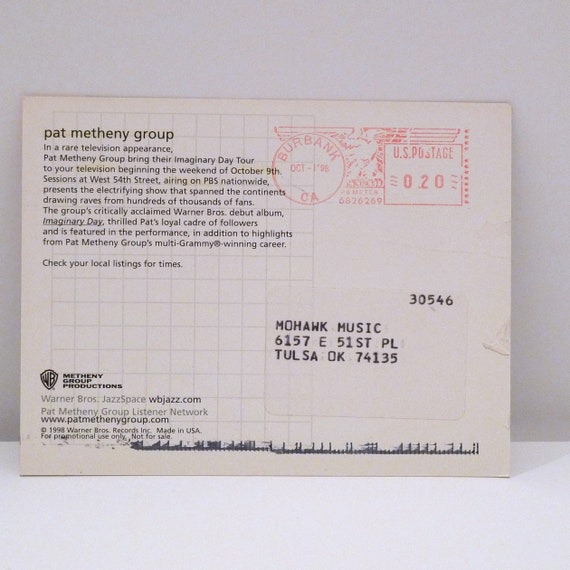 pat metheny group
In a rare television appearance,
Pat Metheny Group bring their Imaginary Day Tour
to your television beginning the weekend of October 9th.
Sessions at West 54th Street, airing on PBS nationwide,
presents the electrifying show that spanned the continents
drawing raves from hundreds of thousands of fans.
The group's critically acclaimed Warner Bros. debut album,
Imaginary Day, thrilled Pat's loyal cadre of followers
and is featured in the performance, in addition to highlights
from Pat Metheny Group's multi-Grammy®-winning career.
Check your local listings for times.
BURBANK
OCT -1 '98
CA
PB METER
6826269
U.S. POSTAGE
0.20
30546
MOHAWK MUSIC
6157 E 51ST PL
TULSA OK 74135
WB
METHENY
GROUP
PRODUCTIONS
Warner Bros. JazzSpace wbjazz.com
Pat Metheny Group Listener Network
www.pathmethenygroup.com
© 1998 Warner Bros. Records Inc. Made in USA.
For promotional use only. Not for sale.